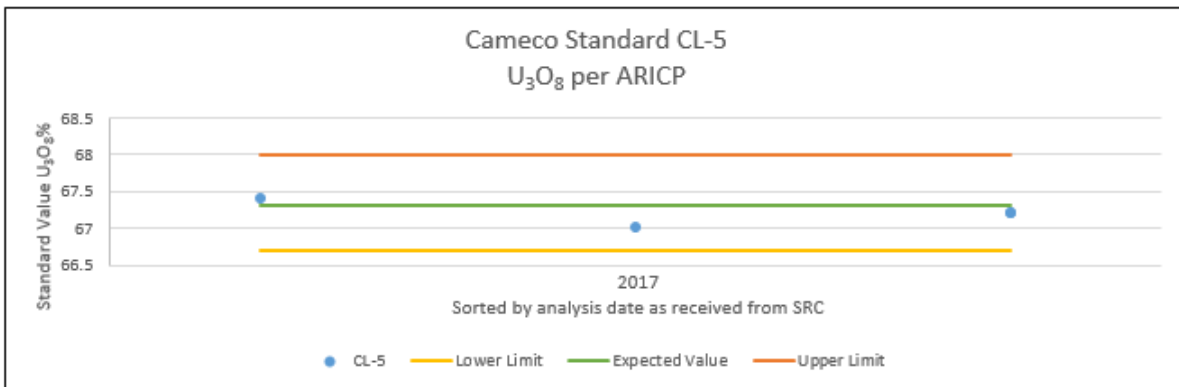 Cameco Standard CL-5
U₃O₈ per ARICP
Standard Value U₃O₈%
68.5
68
67.5
67
66.5
2017
Sorted by analysis date as received from SRC
CL-5 Lower Limit Expected Value Upper Limit